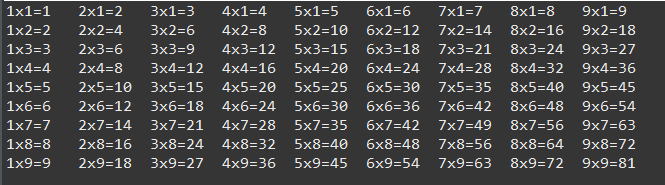 1x1=1 2x1=2 3x1=3 4x1=4 5x1=5 6x1=6 7x1=7 8x1=8 9x1=9
1x2=2 2x2=4 3x2=6 4x2=8 5x2=10 6x2=12 7x2=14 8x2=16 9x2=18
1x3=3 2x3=6 3x3=9 4x3=12 5x3=15 6x3=18 7x3=21 8x3=24 9x3=27
1x4=4 2x4=8 3x4=12 4x4=16 5x4=20 6x4=24 7x4=28 8x4=32 9x4=36
1x5=5 2x5=10 3x5=15 4x5=20 5x5=25 6x5=30 7x5=35 8x5=40 9x5=45
1x6=6 2x6=12 3x6=18 4x6=24 5x6=30 6x6=36 7x6=42 8x6=48 9x6=54
1x7=7 2x7=14 3x7=21 4x7=28 5x7=35 6x7=42 7x7=49 8x7=56 9x7=63
1x8=8 2x8=16 3x8=24 4x8=32 5x8=40 6x8=48 7x8=56 8x8=64 9x8=72
1x9=9 2x9=18 3x9=27 4x9=36 5x9=45 6x9=54 7x9=63 8x9=72 9x9=81